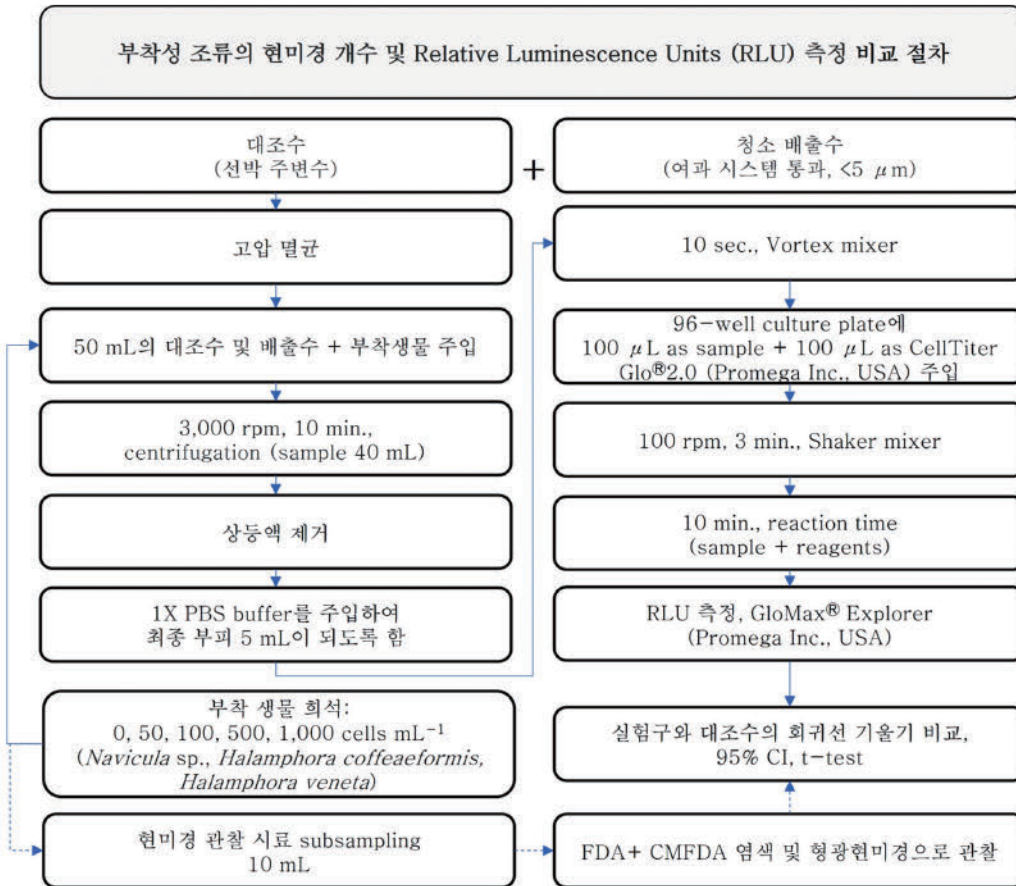 부착성 조류의 현미경 개수 및 Relative Luminescence Units (RLU) 측정 비교 절차
대조수
(선박 주변수)
+
청소 배출수
(여과 시스템 통과, <5 μm)
고압 멸균
50 mL의 대조수 및 배출수 + 부착생물 주입
3,000 rpm, 10 min.,
centrifugation (sample 40 mL)
상등액 제거
1X PBS buffer를 주입하여
최종 부피 5 mL이 되도록 함
부착 생물 희석:
0, 50, 100, 500, 1,000 cells mL⁻¹
(Navicula sp., Halamphora coffeaeformis,
Halamphora veneta)
현미경 관찰 시료 subsampling
10 mL
10 sec., Vortex mixer
96-well culture plate에
100 μL as sample + 100 μL as CellTiter
Glo®2.0 (Promega Inc., USA) 주입
100 rpm, 3 min., Shaker mixer
10 min., reaction time
(sample + reagents)
RLU 측정, GloMax® Explorer
(Promega Inc., USA)
실험구와 대조수의 회귀선 기울기 비교,
95% CI, t-test
FDA+ CMFDA 염색 및 형광현미경으로 관찰